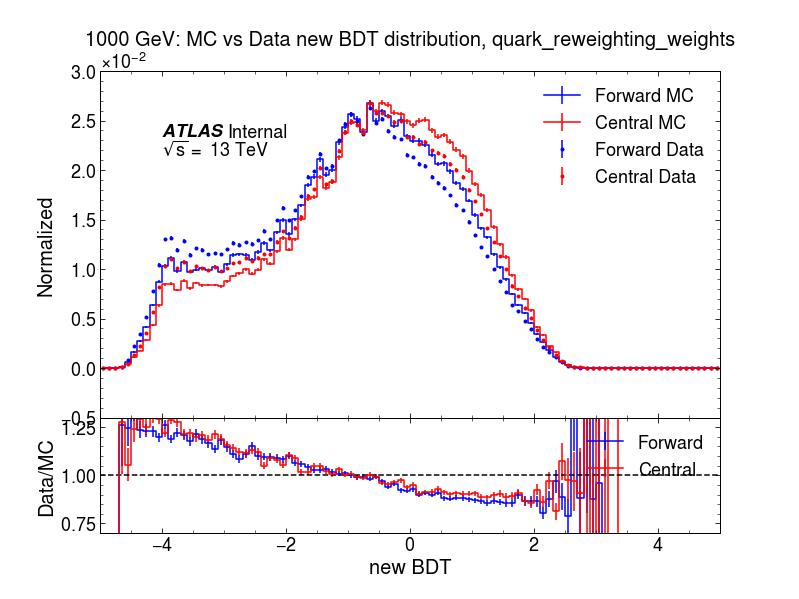 1000 GeV: MC vs Data new BDT distribution, quark_reweighting_weights
×10⁻²
3.0
2.5
2.0
1.5
1.0
0.5
0.0
0.5
Normalized
ATLAS Internal
√s = 13 TeV
Forward MC
Central MC
Forward Data
Central Data
1.25
1.00
0.75
Data/MC
Forward
Central
−4 −2 0 2 4
new BDT